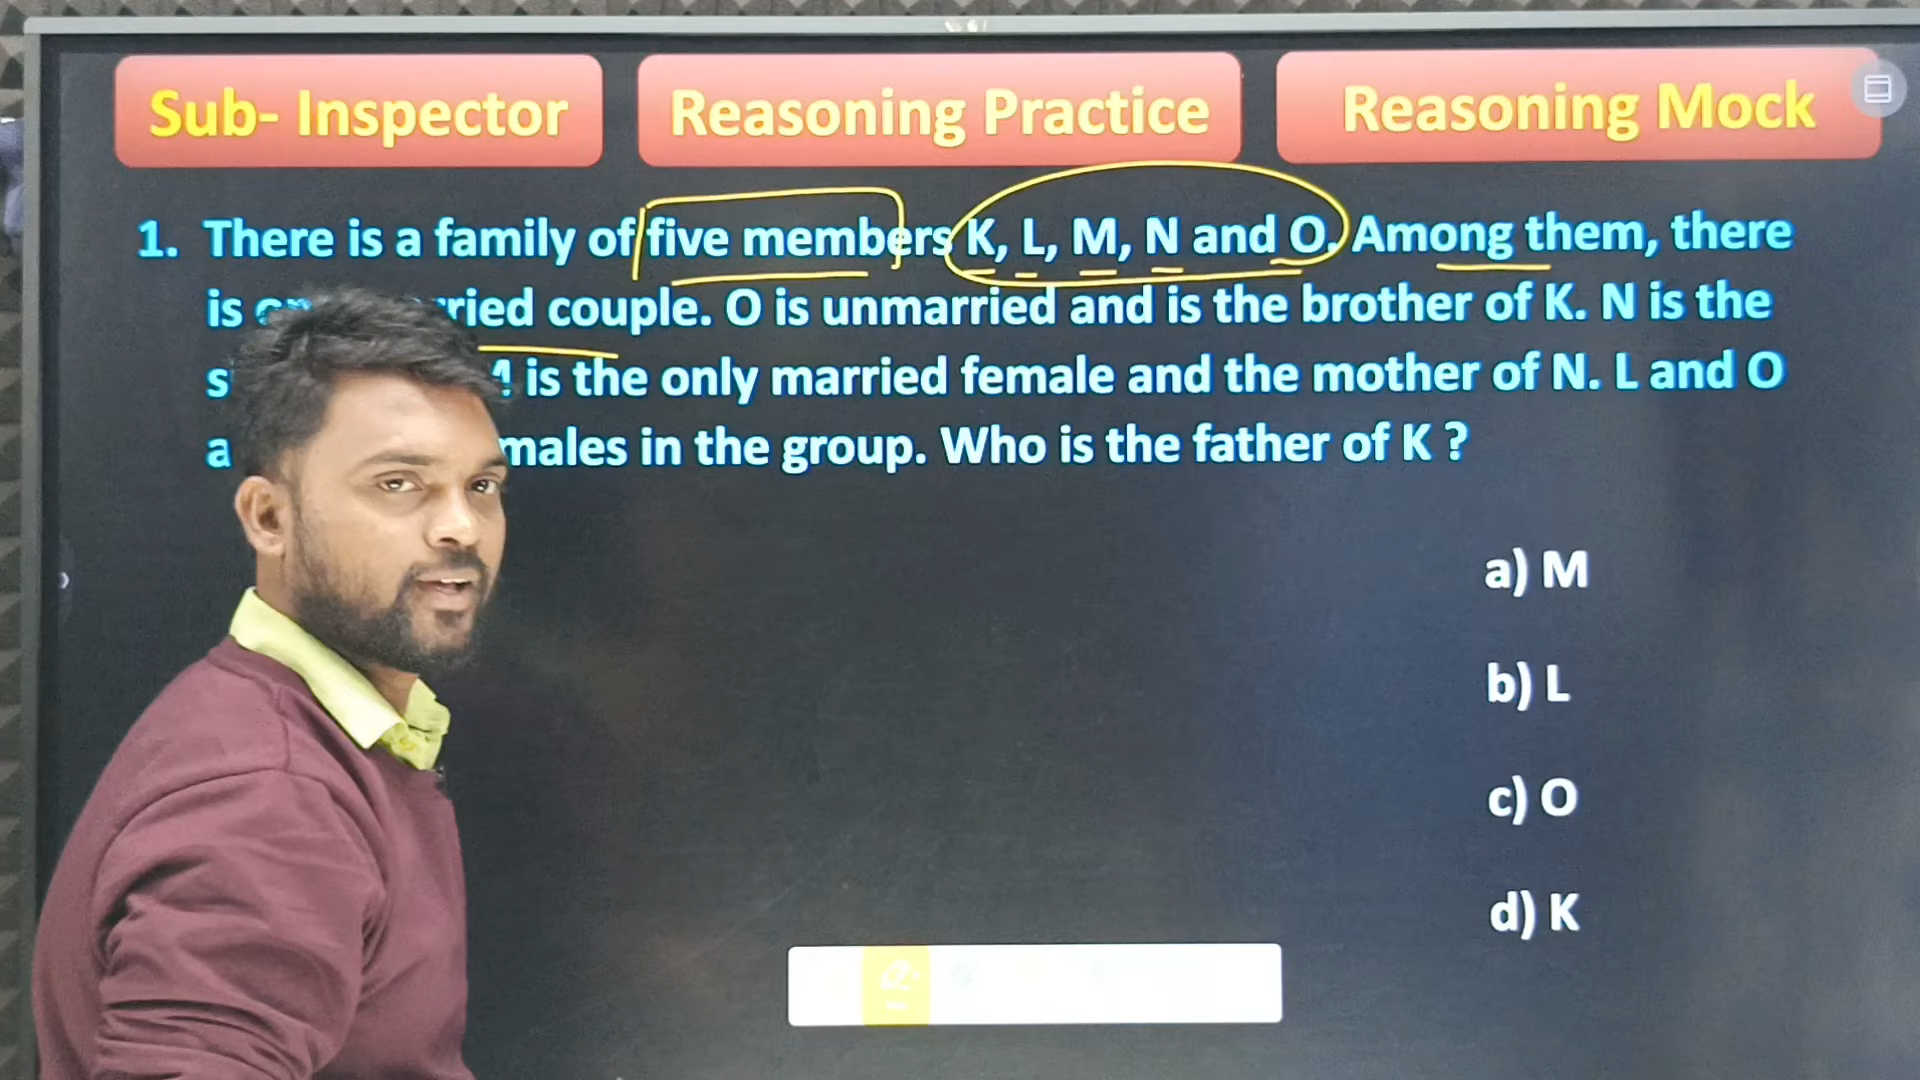 Sub- Inspector
Reasoning Practice
Reasoning Mock
1. There is a family of five members K, L, M, N and O. Among them, there
is couple. O is unmarried and is the brother of K. N is the
is the only married female and the mother of N. L and O
males in the group. Who is the father of K ?
a) M
b) L
c) O
d) K